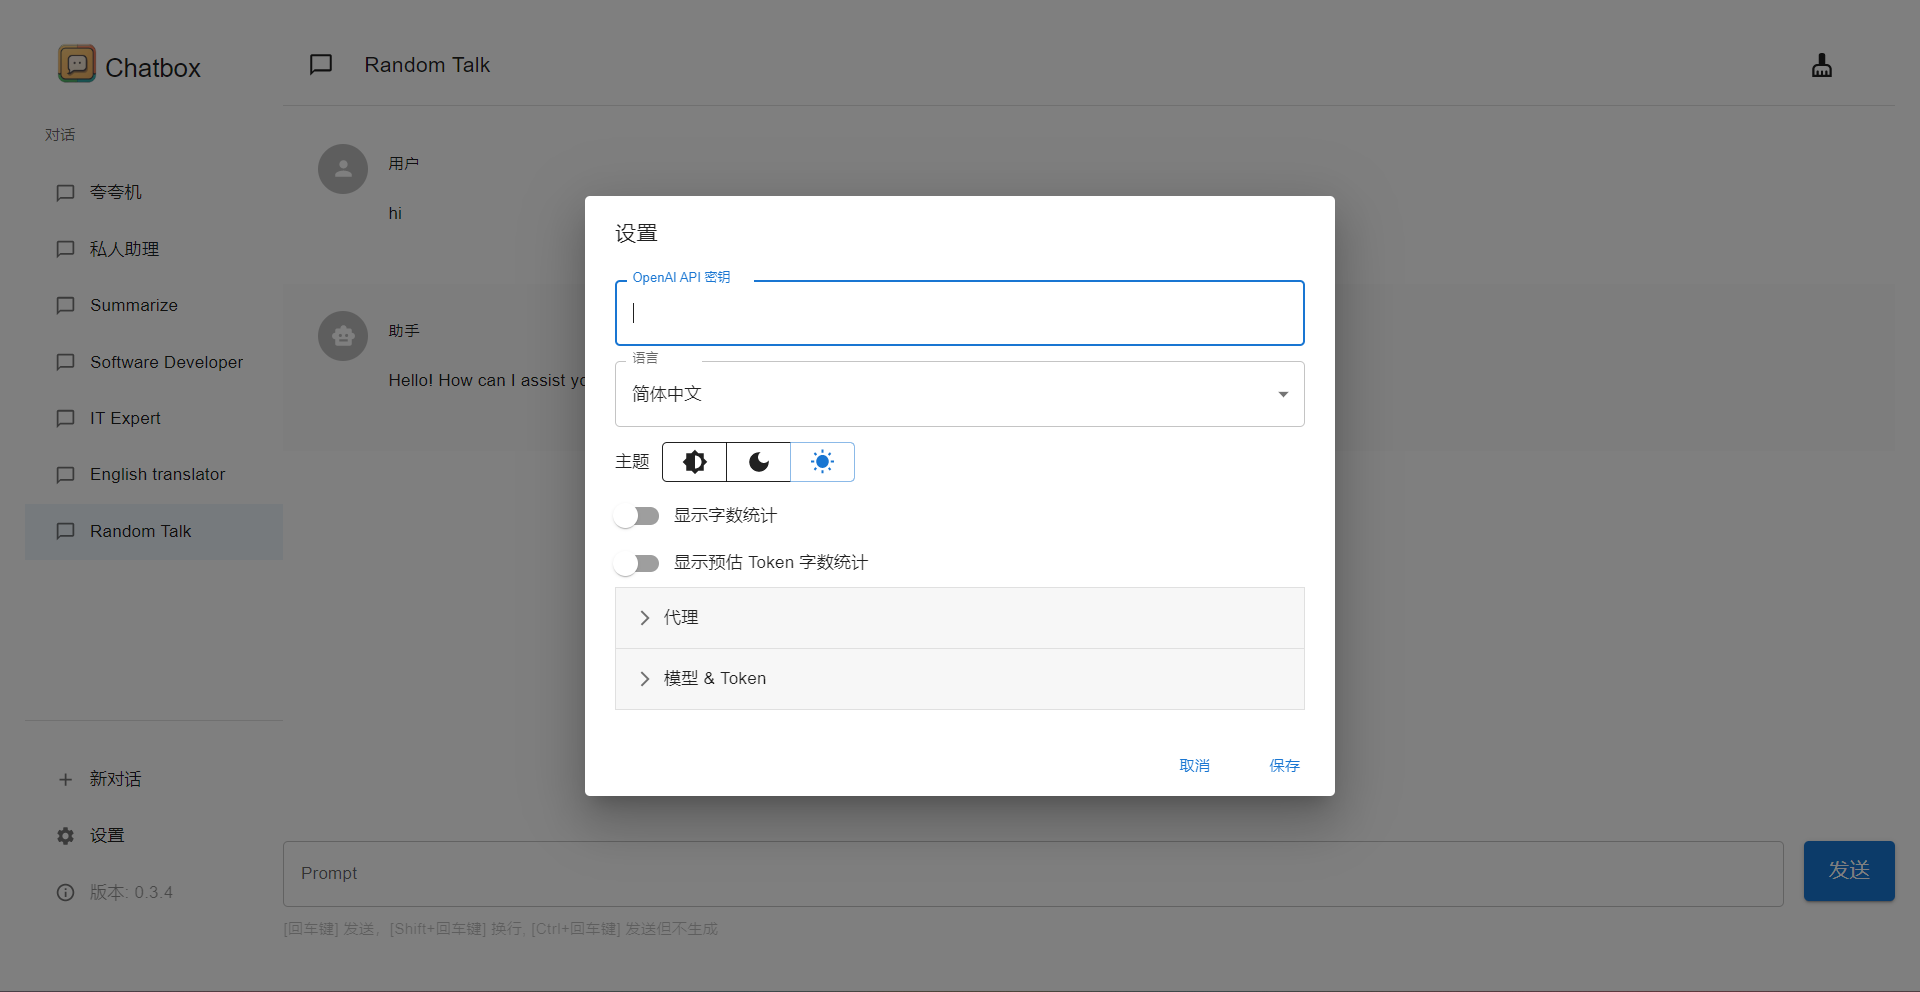 Chatbox
对话
夸夸机
私人助理
Summarize
Software Developer
IT Expert
English translator
Random Talk
新对话
设置
版本: 0.3.4
Random Talk
用户
hi
助手
Hello! How can I assist yo
设置
OpenAI API 密钥
语言
简体中文
主题
显示字数统计
显示预估 Token 字数统计
代理
模型 & Token
取消
保存
Prompt
发送
[回车键] 发送，[Shift+回车键] 换行, [Ctrl+回车键] 发送但不生成